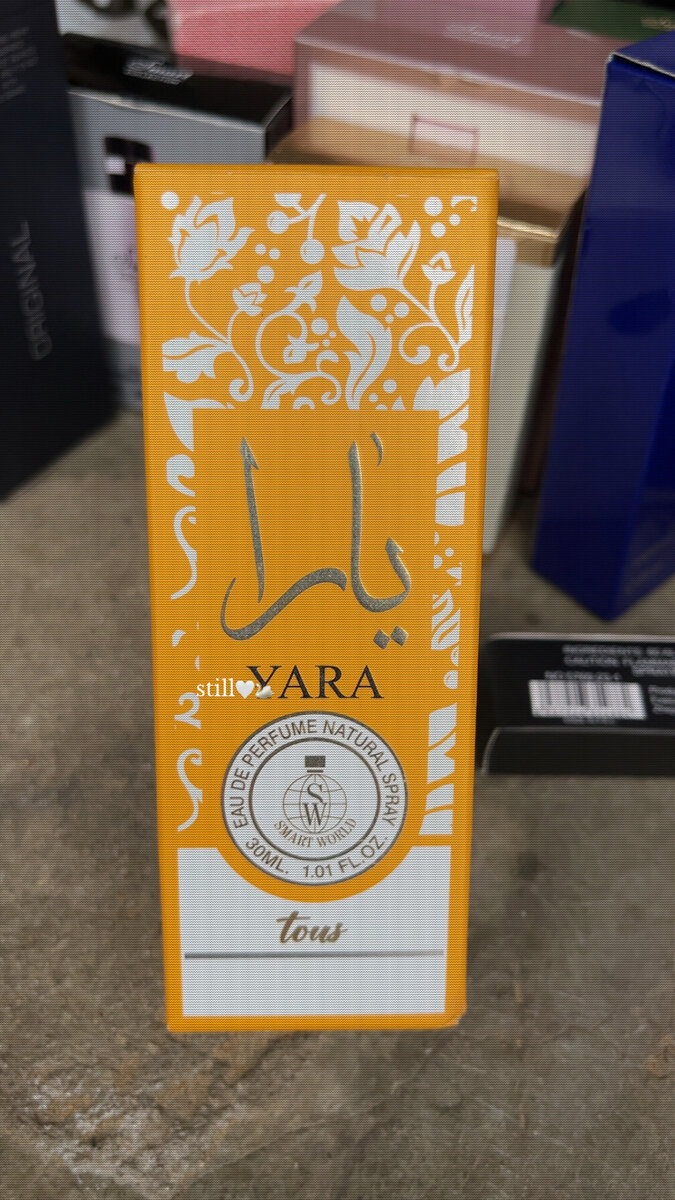 ORIGINAL
يارا
YARA
still🤍🦢
EAU DE PERFUME NATURAL SPRAY
SW
SMART WORLD
30ML. 1.01 FL.OZ.
tous